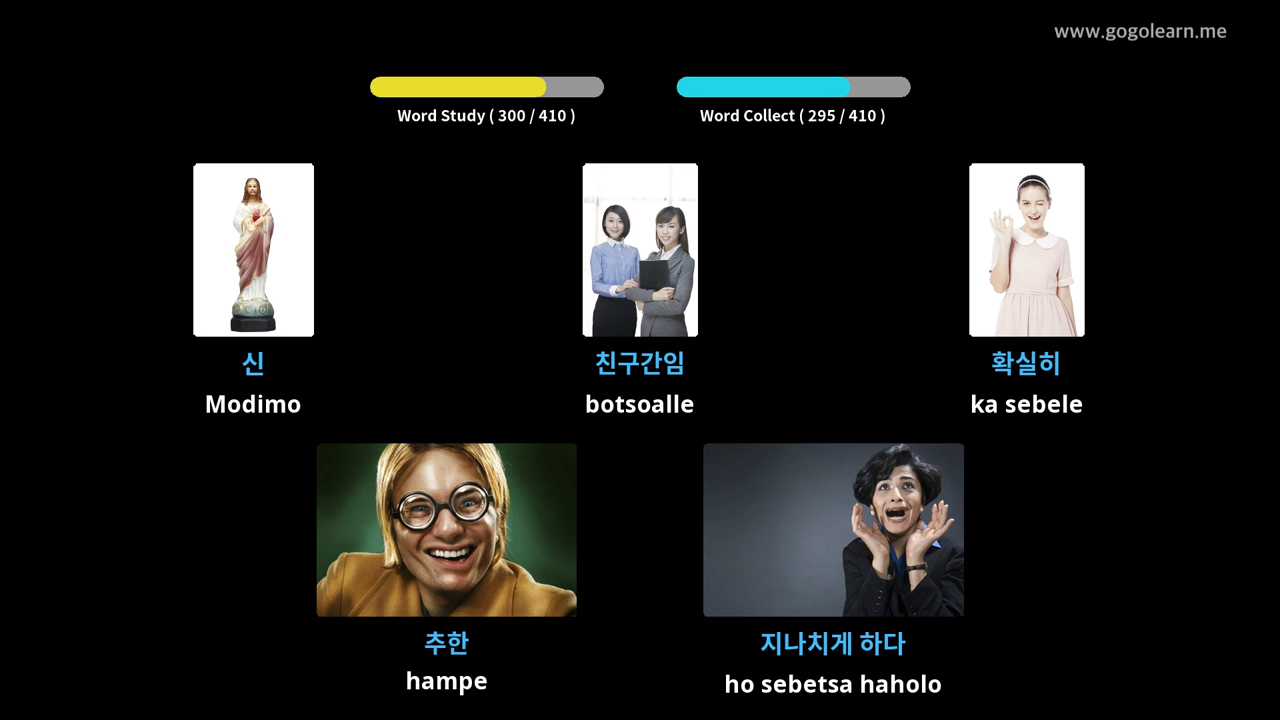 www.gogolearn.me
Word Study ( 300 / 410 )
Word Collect ( 295 / 410 )
신
친구간임
확실히
Modimo
botsoalle
ka sebele
추한
지나치게 하다
hampe
ho sebetsa haholo